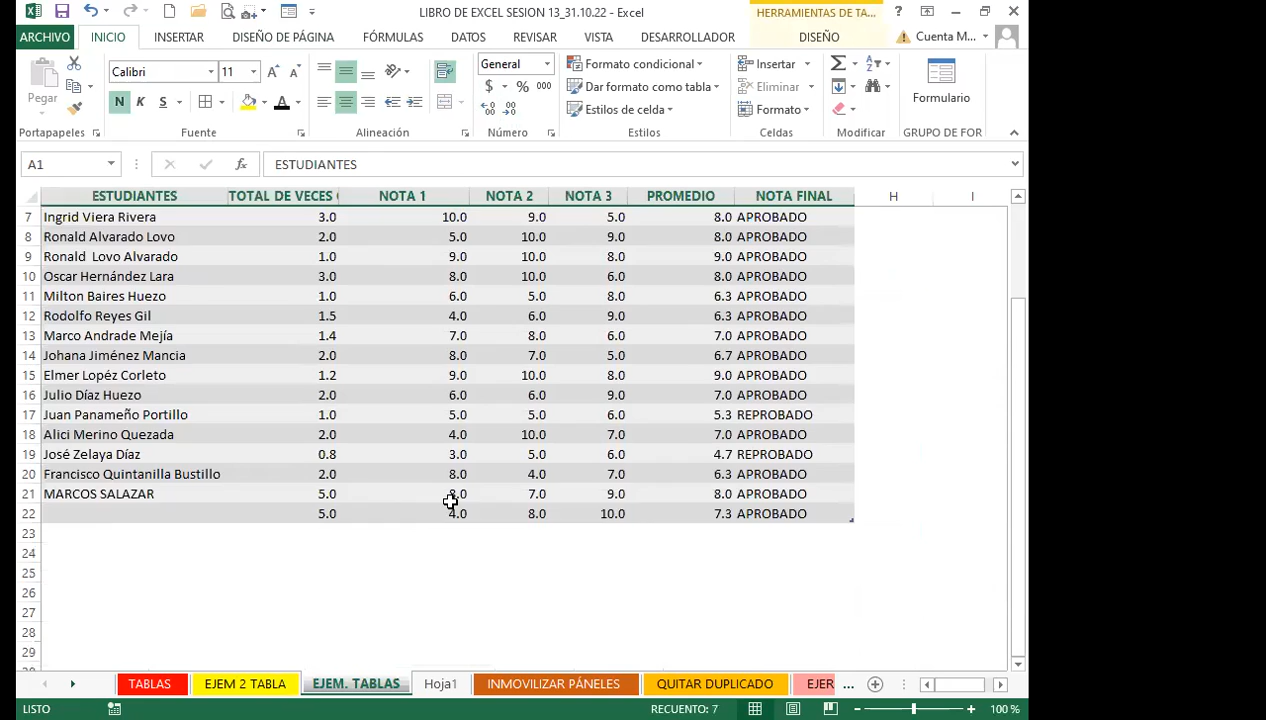 LIBRO DE EXCEL SESION 13_31.10.22 - Excel
HERRAMIENTAS DE TA...
ARCHIVO INICIO INSERTAR DISEÑO DE PÁGINA FÓRMULAS DATOS REVISAR VISTA DESARROLLADOR DISEÑO Cuenta M...
Pegar
Calibri 11
N K S
General
$ % 000
Formato condicional
Dar formato como tabla
Estilos de celda
Insertar
Eliminar
Formato
Formulario
Portapapeles Fuente Alineación Número Estilos Celdas Modificar GRUPO DE FOR
A1 fx ESTUDIANTES
ESTUDIANTES TOTAL DE VECES NOTA 1 NOTA 2 NOTA 3 PROMEDIO NOTA FINAL H I
7 Ingrid Viera Rivera 3.0 10.0 9.0 5.0 8.0 APROBADO
8 Ronald Alvarado Lovo 2.0 5.0 10.0 9.0 8.0 APROBADO
9 Ronald  Lovo Alvarado 1.0 9.0 10.0 8.0 9.0 APROBADO
10 Oscar Hernández Lara 3.0 8.0 10.0 6.0 8.0 APROBADO
11 Milton Baires Huezo 1.0 6.0 5.0 8.0 6.3 APROBADO
12 Rodolfo Reyes Gil 1.5 4.0 6.0 9.0 6.3 APROBADO
13 Marco Andrade Mejía 1.4 7.0 8.0 6.0 7.0 APROBADO
14 Johana Jiménez Mancia 2.0 8.0 7.0 5.0 6.7 APROBADO
15 Elmer Lopéz Corleto 1.2 9.0 10.0 8.0 9.0 APROBADO
16 Julio Díaz Huezo 2.0 6.0 6.0 9.0 7.0 APROBADO
17 Juan Panameño Portillo 1.0 5.0 5.0 6.0 5.3 REPROBADO
18 Alici Merino Quezada 2.0 4.0 10.0 7.0 7.0 APROBADO
19 José Zelaya Díaz 0.8 3.0 5.0 6.0 4.7 REPROBADO
20 Francisco Quintanilla Bustillo 2.0 8.0 4.0 7.0 6.3 APROBADO
21 MARCOS SALAZAR 5.0 8.0 7.0 9.0 8.0 APROBADO
22 5.0 4.0 8.0 10.0 7.3 APROBADO
23
24
25
26
27
28
29
TABLAS EJEM 2 TABLA EJEM. TABLAS Hoja1 INMOVILIZAR PÁNELES QUITAR DUPLICADO EJER ...
LISTO RECUENTO: 7 100 %